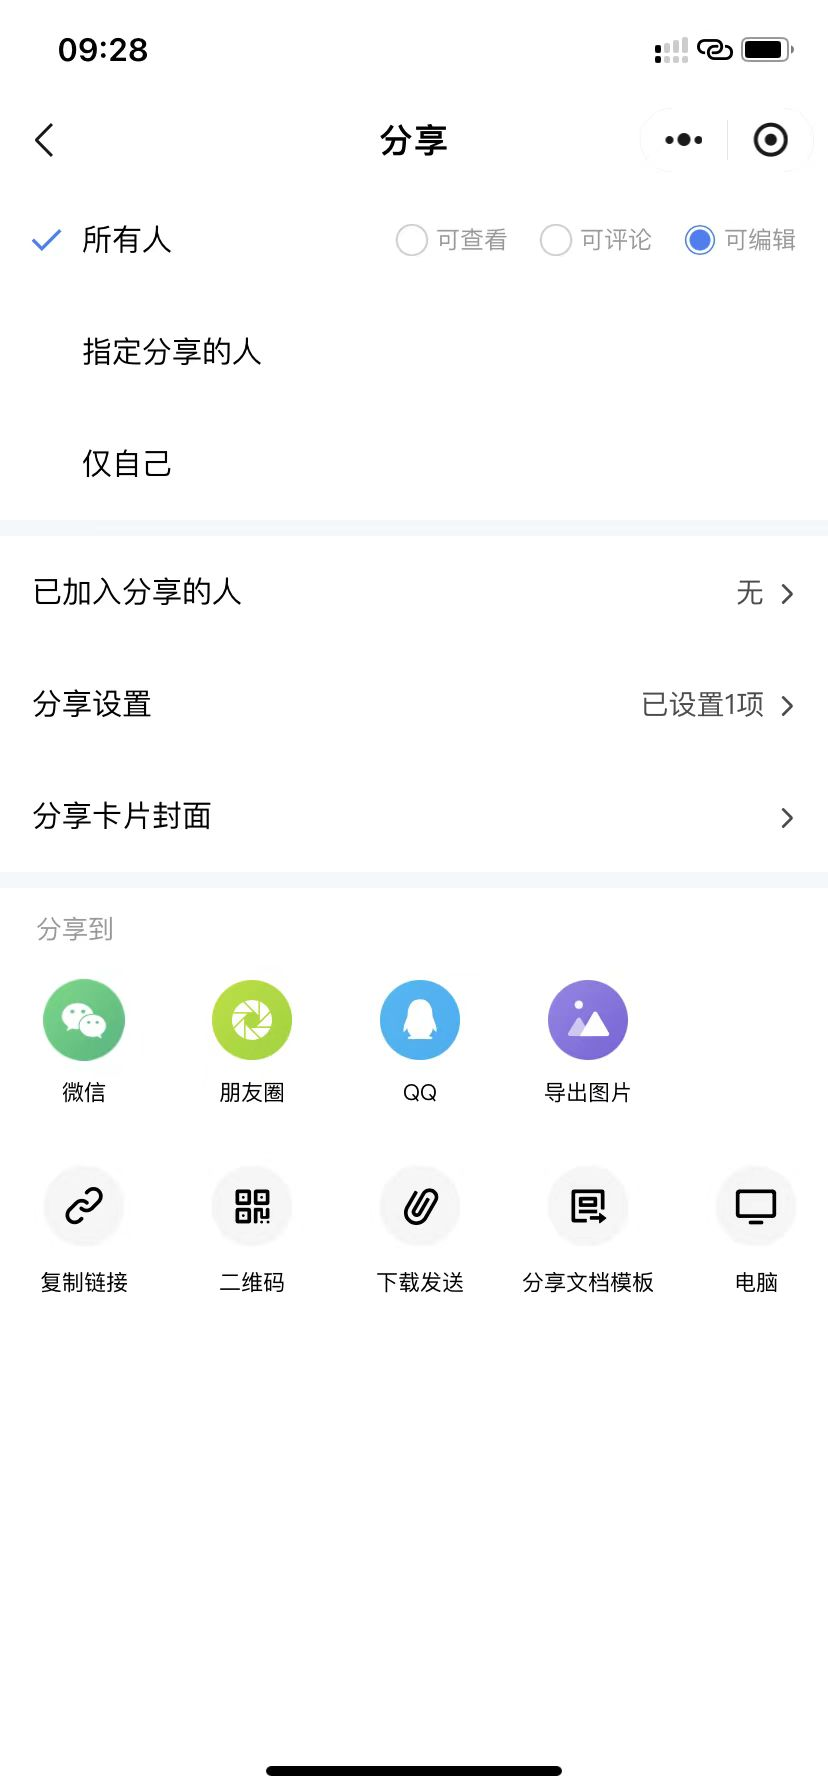 09:28
分享
所有人 可查看 可评论 可编辑
指定分享的人
仅自己
已加入分享的人 无
分享设置 已设置1项
分享卡片封面
分享到
微信 朋友圈 QQ 导出图片
复制链接 二维码 下载发送 分享文档模板 电脑